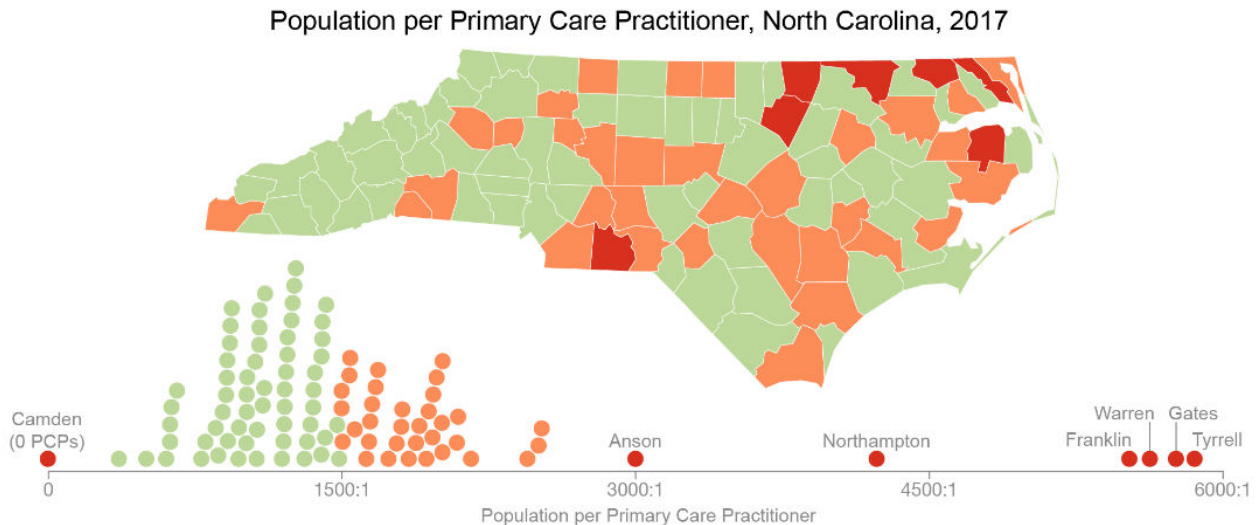 Population per Primary Care Practitioner, North Carolina, 2017
Camden
(0 PCPs)
Anson
Northampton
Warren
Gates
Franklin
Tyrrell
0
1500:1
3000:1
4500:1
6000:1
Population per Primary Care Practitioner